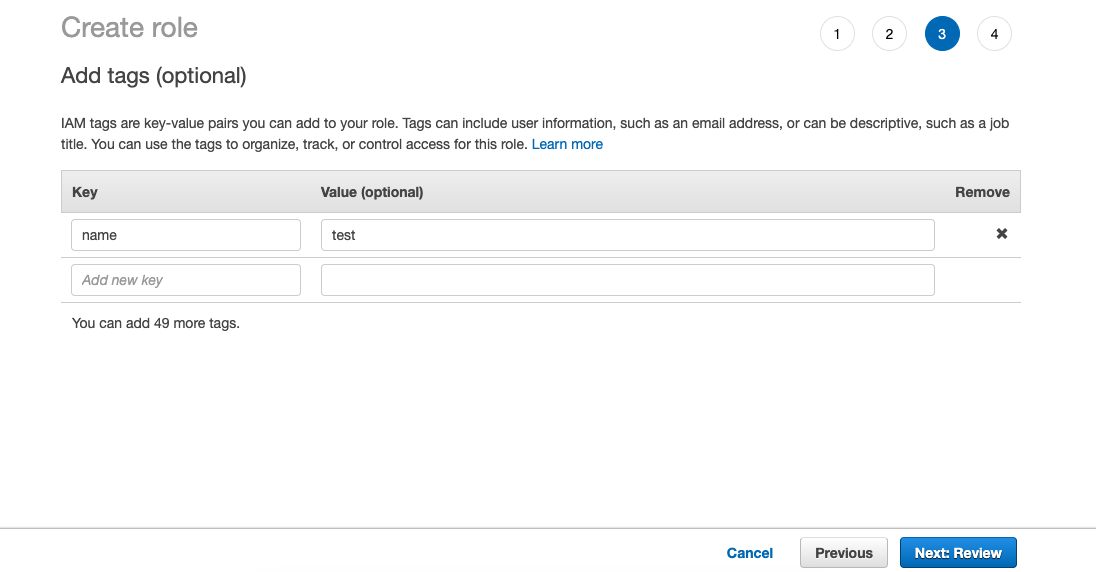 Create role
1 2 3 4
Add tags (optional)
IAM tags are key-value pairs you can add to your role. Tags can include user information, such as an email address, or can be descriptive, such as a job
title. You can use the tags to organize, track, or control access for this role. Learn more
Key Value (optional) Remove
name test ✖
Add new key
You can add 49 more tags.
Cancel Previous Next: Review